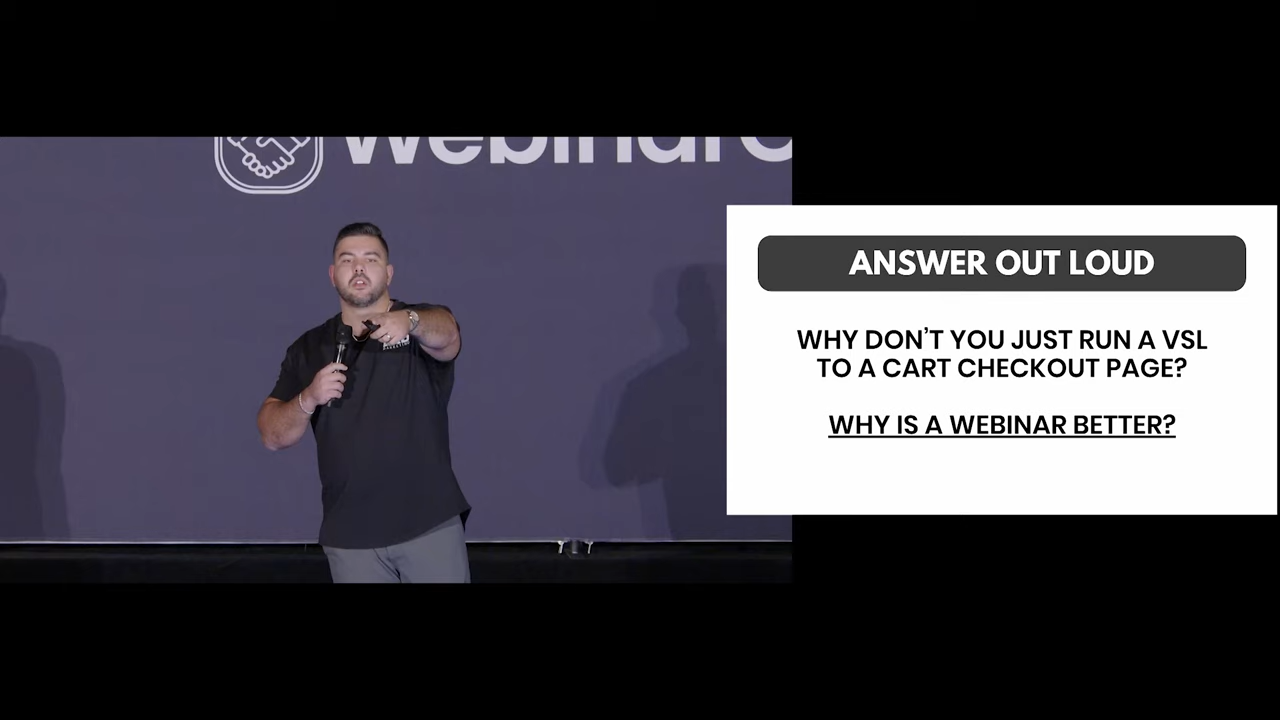 ANSWER OUT LOUD
WHY DON'T YOU JUST RUN A VSL
TO A CART CHECKOUT PAGE?
WHY IS A WEBINAR BETTER?